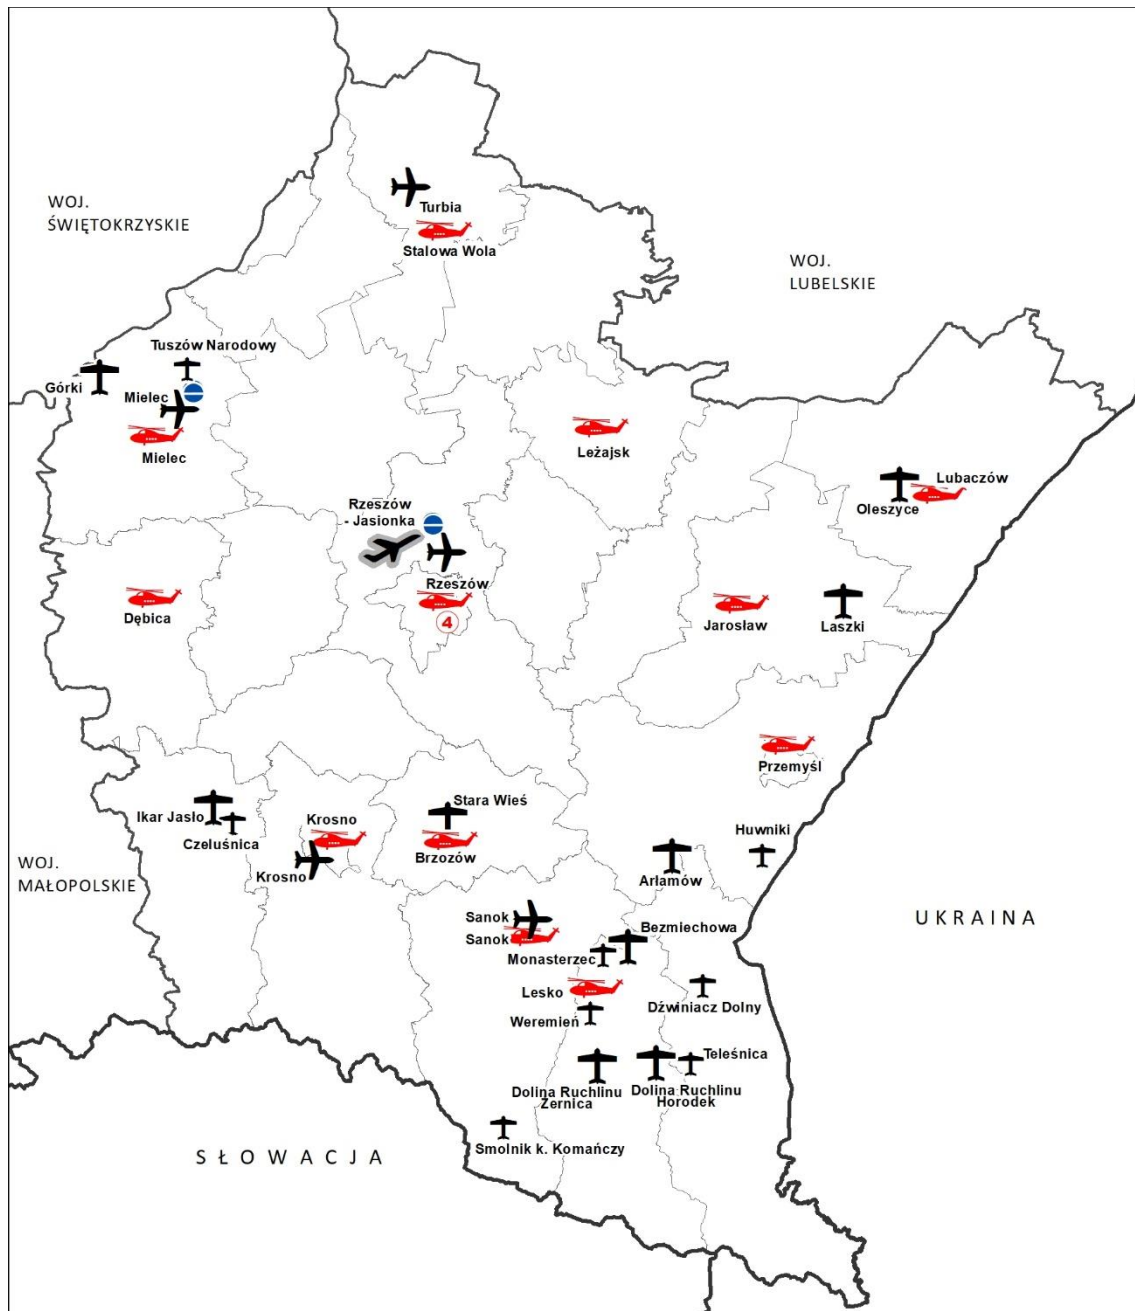 WOJ.
ŚWIĘTOKRZYSKIE
Turbia
Stalowa Wola
WOJ.
LUBELSKIE
Tuszów Narodowy
Górki
Mielec
Mielec
Leżajsk
Lubaczów
Oleszyce
Rzeszów
- Jasionka
Rzeszów
4
Dębica
Jarosław
Laszki
Przemyśl
Stara Wieś
Ikar Jasło
Czeluśnica
Krosno
Krosno
Brzozów
Huwniki
Arłamów
WOJ.
MAŁOPOLSKIE
UKRAINA
Sanok
Sanok
Bezmiechowa
Monasterzec
Lesko
Weremień
Dźwiniacz Dolny
Teleśnica
Dolina Ruchlinu
Żernica
Dolina Ruchlinu
Horodek
Smolnik k. Komańczy
SŁOWACJA